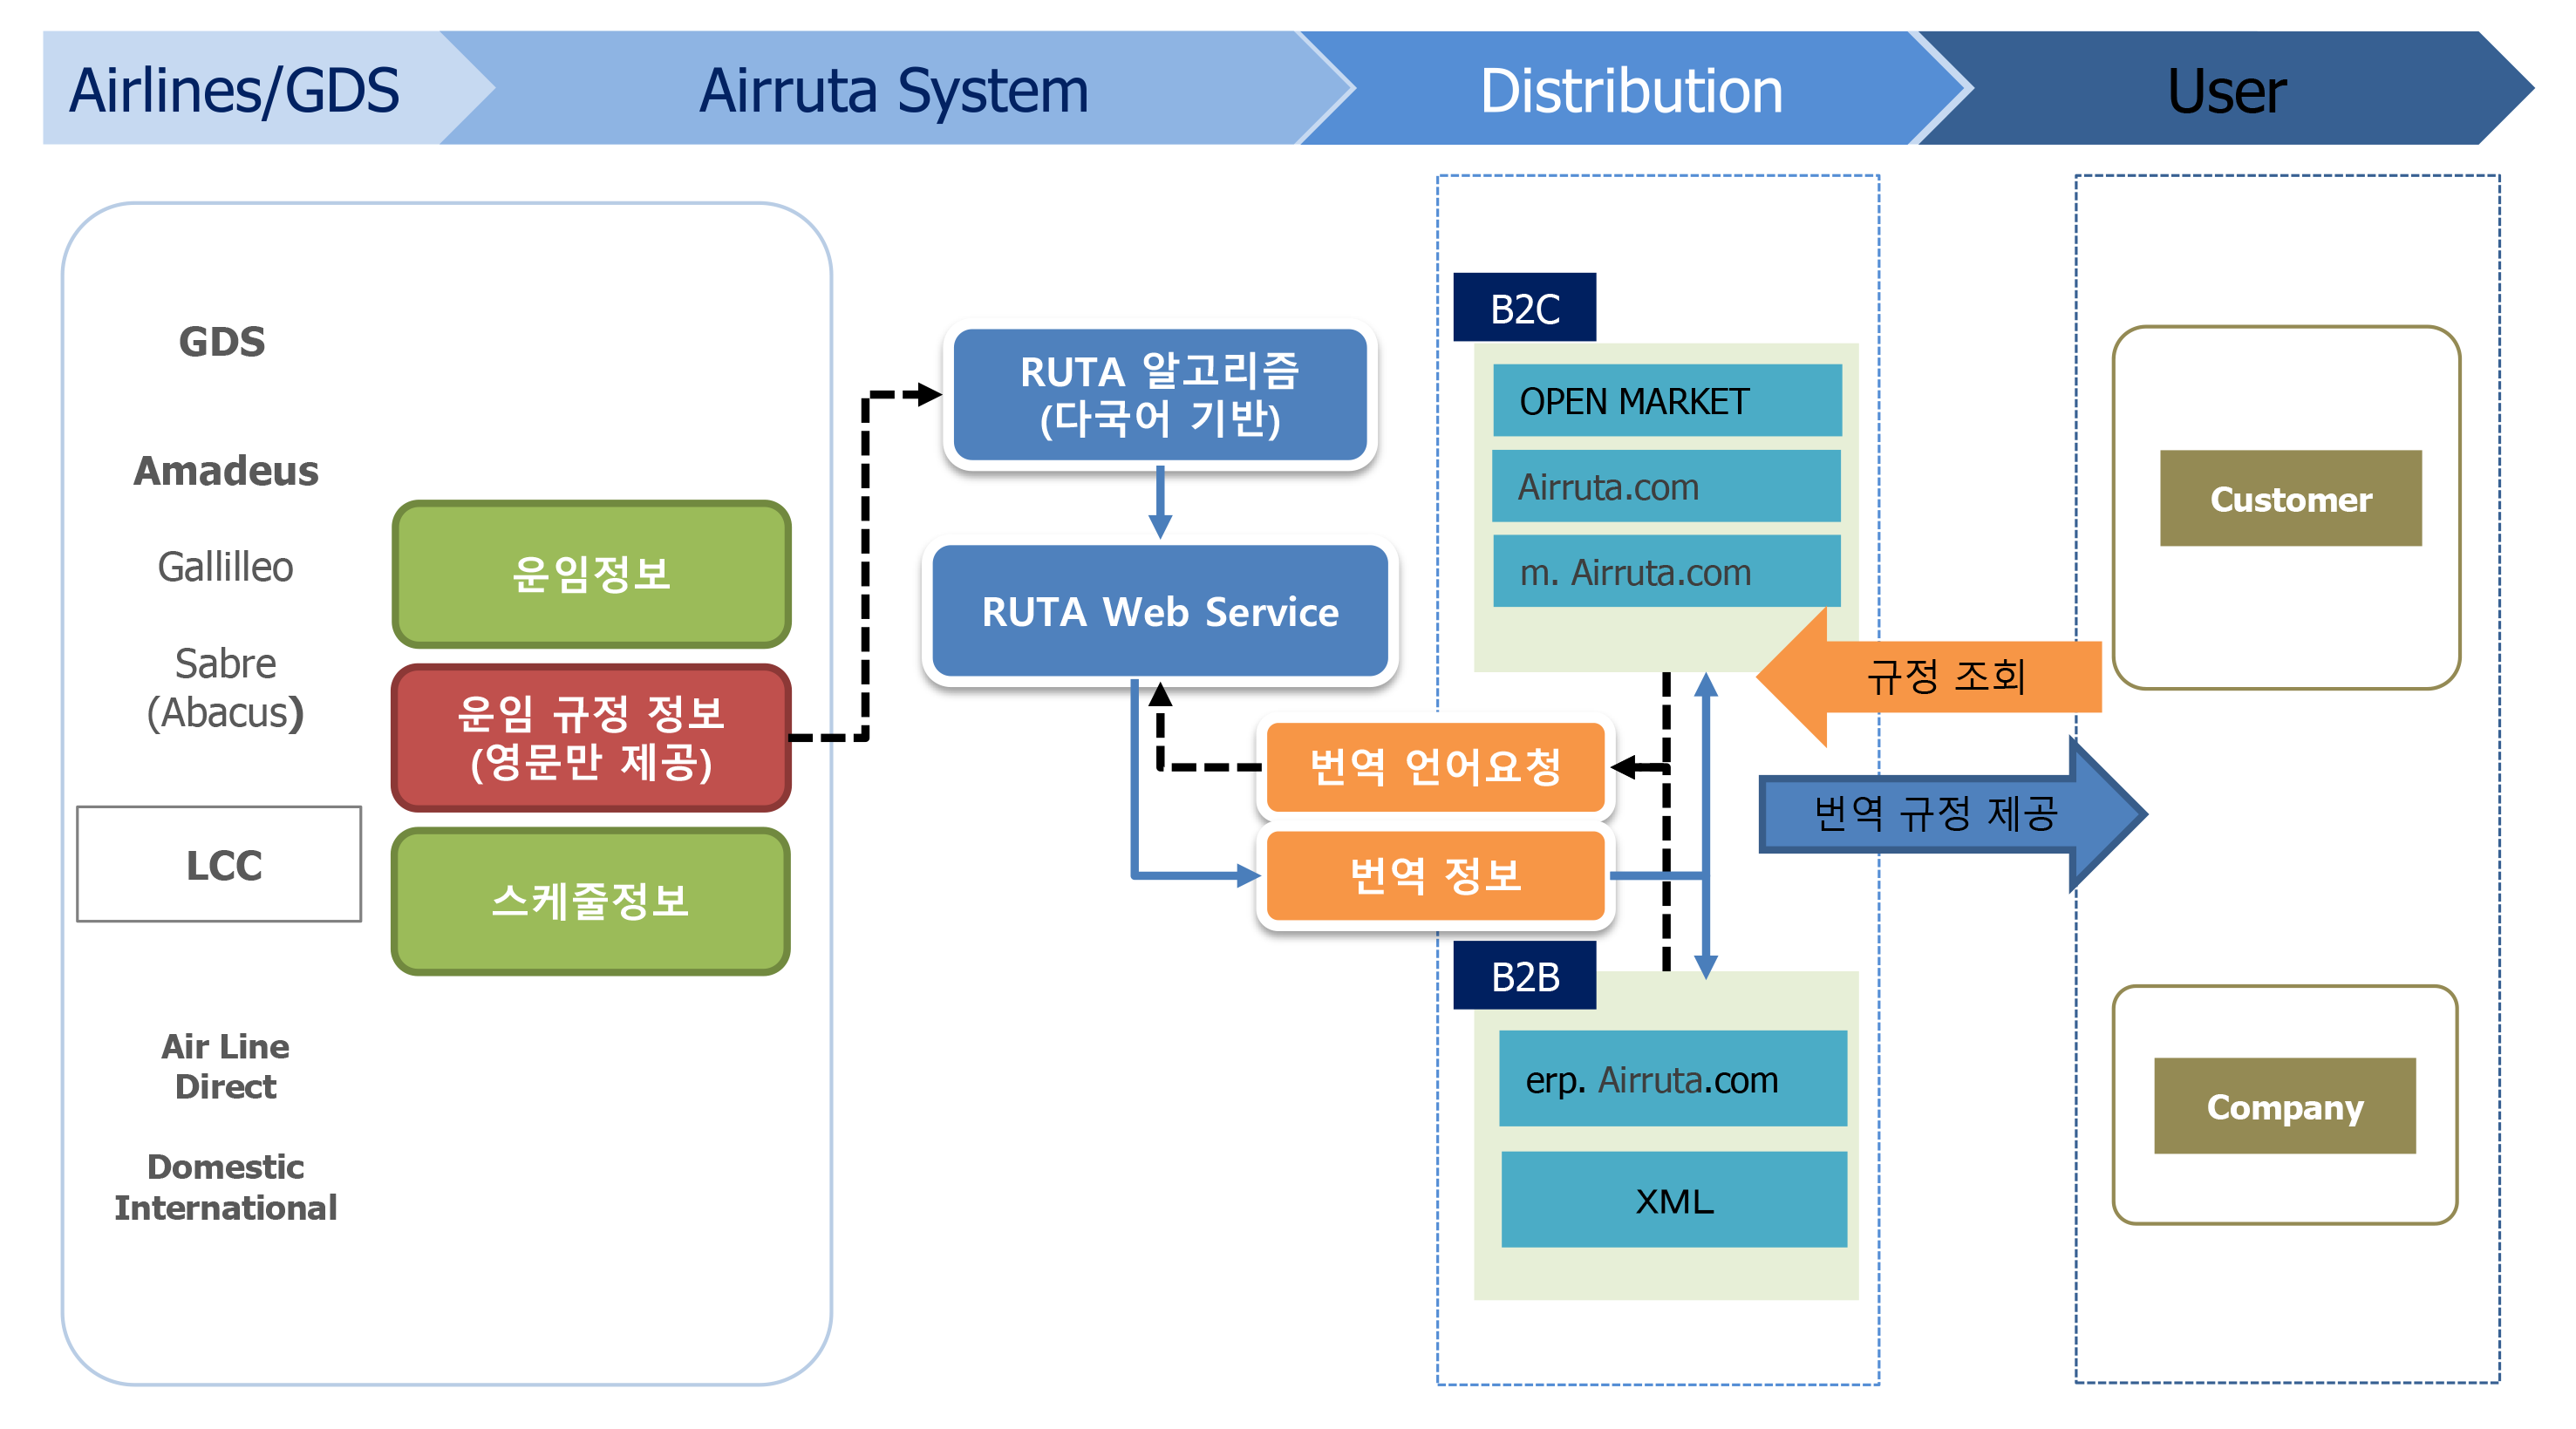 Airlines/GDS
Airruta System
Distribution
User
GDS
Amadeus
Gallilleo
Sabre
(Abacus)
LCC
Air Line
Direct
Domestic
International
운임정보
운임 규정 정보
(영문만 제공)
스케줄정보
RUTA 알고리즘
(다국어 기반)
RUTA Web Service
번역 언어요청
번역 정보
B2C
OPEN MARKET
Airruta.com
m. Airruta.com
B2B
erp. Airruta.com
XML
규정 조회
번역 규정 제공
Customer
Company